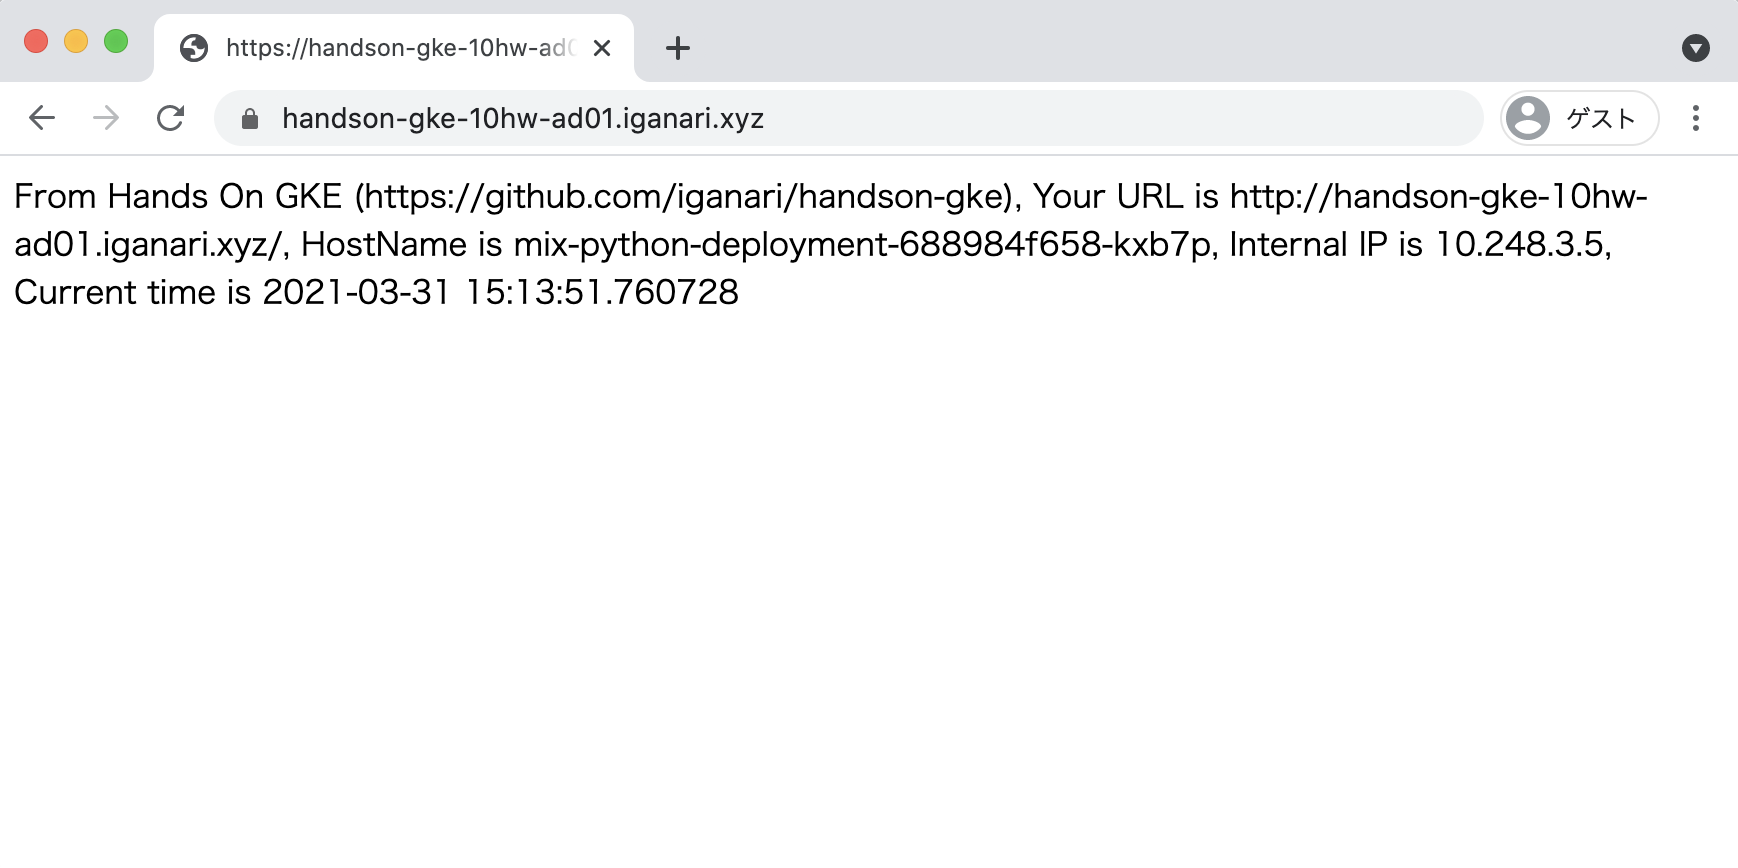 https://handson-gke-10hw-ad0
handson-gke-10hw-ad01.iganari.xyz
ゲスト
From Hands On GKE (https://github.com/iganari/handson-gke), Your URL is http://handson-gke-10hw-
ad01.iganari.xyz/, HostName is mix-python-deployment-688984f658-kxb7p, Internal IP is 10.248.3.5,
Current time is 2021-03-31 15:13:51.760728